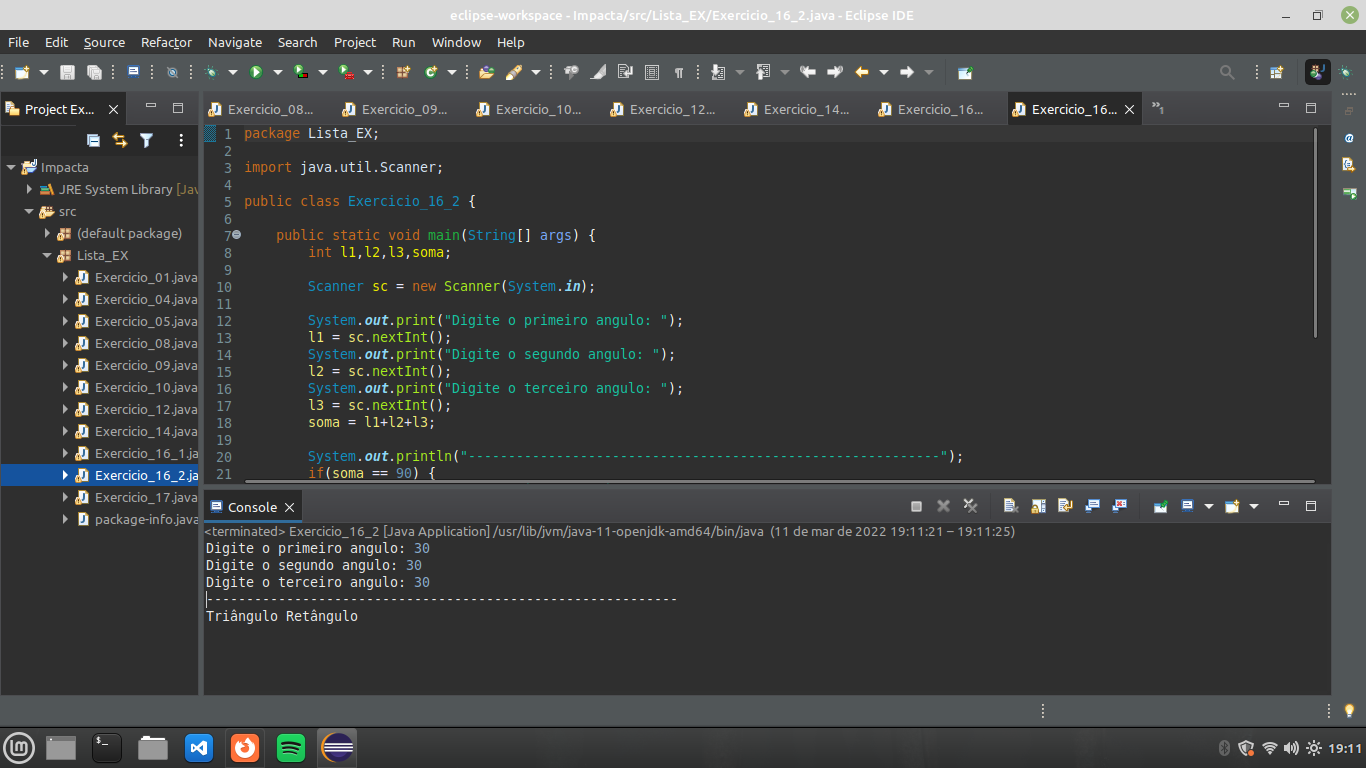 eclipse-workspace - Impacta/src/Lista_EX/Exercicio_16_2.java - Eclipse IDE
File Edit Source Refactor Navigate Search Project Run Window Help
Project Ex...
Exercicio_08... Exercicio_09... Exercicio_10... Exercicio_12... Exercicio_14... Exercicio_16... Exercicio_16... »1
Impacta
JRE System Library [Jav
src
(default package)
Lista_EX
Exercicio_01.java
Exercicio_04.java
Exercicio_05.java
Exercicio_08.java
Exercicio_09.java
Exercicio_10.java
Exercicio_12.java
Exercicio_14.java
Exercicio_16_1.ja
Exercicio_16_2.ja
Exercicio_17.java
package-info.java
1 package Lista_EX;
2
3 import java.util.Scanner;
4
5 public class Exercicio_16_2 {
6
7 public static void main(String[] args) {
8 int l1,l2,l3,soma;
9
10 Scanner sc = new Scanner(System.in);
11
12 System.out.print("Digite o primeiro angulo: ");
13 l1 = sc.nextInt();
14 System.out.print("Digite o segundo angulo: ");
15 l2 = sc.nextInt();
16 System.out.print("Digite o terceiro angulo: ");
17 l3 = sc.nextInt();
18 soma = l1+l2+l3;
19
20 System.out.println("-----------------------------------------------------------");
21 if(soma == 90) {
Console
<terminated> Exercicio_16_2 [Java Application] /usr/lib/jvm/java-11-openjdk-amd64/bin/java (11 de mar de 2022 19:11:21 – 19:11:25)
Digite o primeiro angulo: 30
Digite o segundo angulo: 30
Digite o terceiro angulo: 30
-----------------------------------------------------------
Triângulo Retângulo
19:11